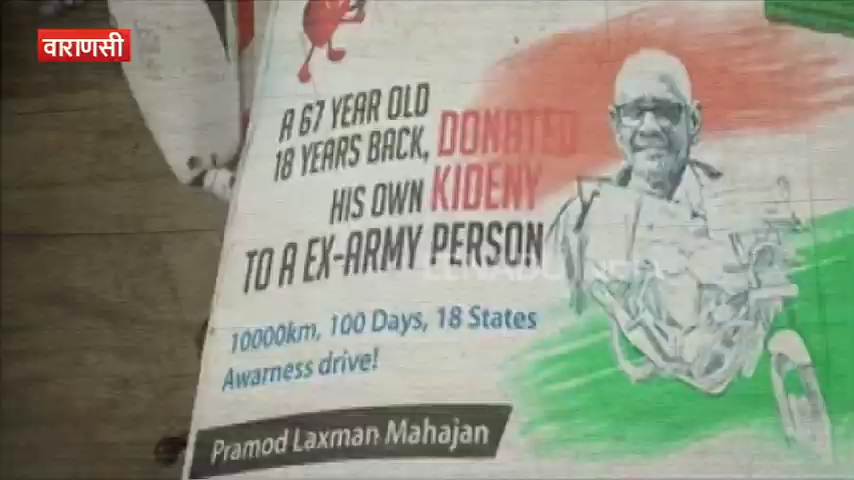 वाराणसी
A 67 YEAR OLD
18 YEARS BACK, DONATED
HIS OWN KIDENY
TO A EX-ARMY PERSON
10000km, 100 Days, 18 States
Awarness drive!
Pramod Laxman Mahajan